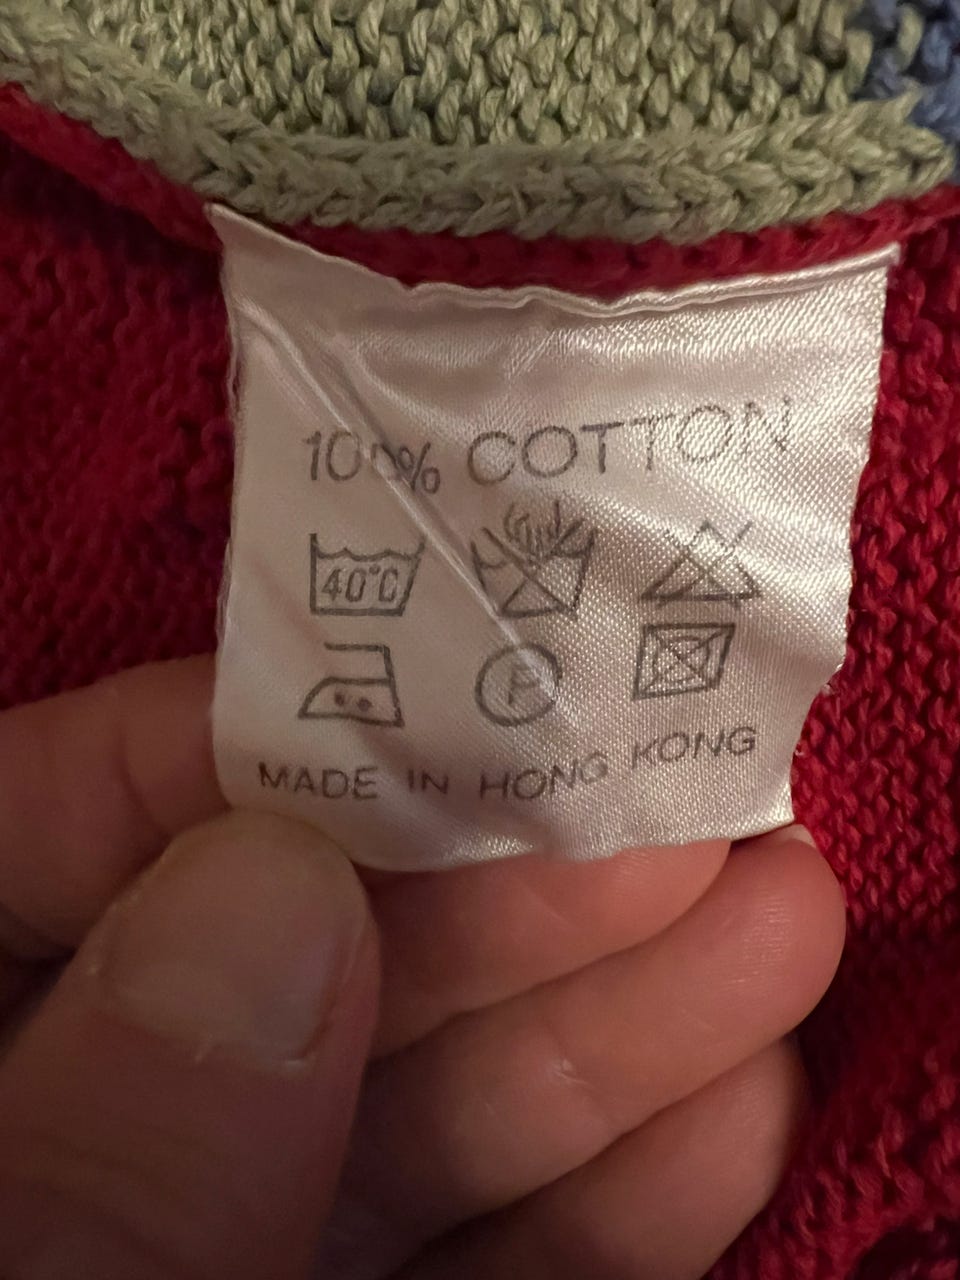 100% COTTON
40°C
P
MADE IN HONG KONG